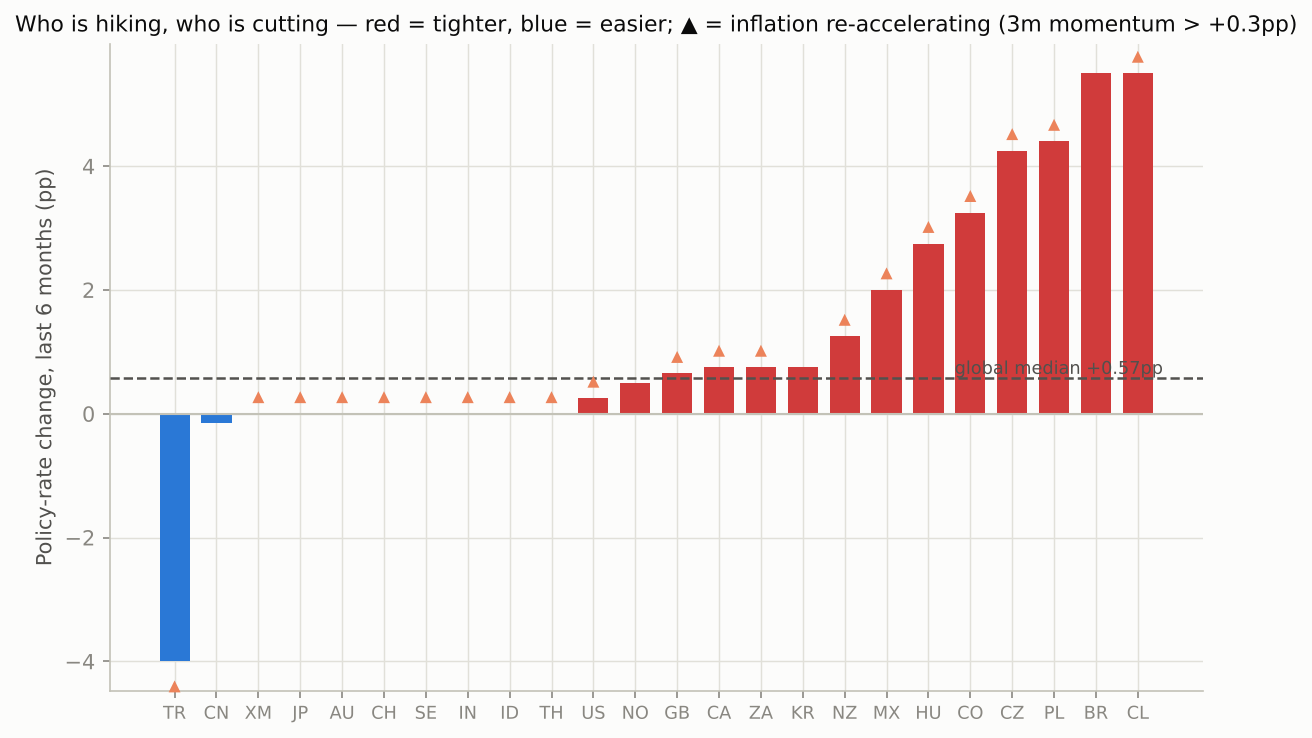 Who is hiking, who is cutting — red = tighter, blue = easier; ▲ = inflation re-accelerating (3m momentum > +0.3pp)
Policy-rate change, last 6 months (pp)
4
2
0
−2
−4
global median +0.57pp
TR CN XM JP AU CH SE IN ID TH US NO GB CA ZA KR NZ MX HU CO CZ PL BR CL